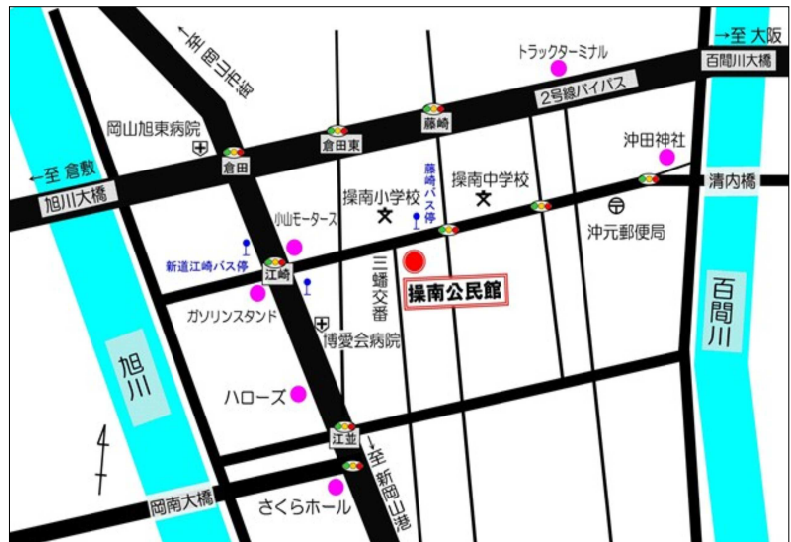 →至 大阪
百間川大橋
トラックターミナル
2号線バイパス
←至 岡山市街
岡山旭東病院
藤崎
倉田東
倉田
沖田神社
←至 倉敷
旭川大橋
藤崎バス停
操南中学校
操南小学校
清内橋
小山モータース
沖元郵便局
新道江崎バス停
江崎
三蟠交番
操南公民館
ガソリンスタンド
博愛会病院
百間川
旭川
ハローズ
江並
→至 新岡山港
岡南大橋
さくらホール